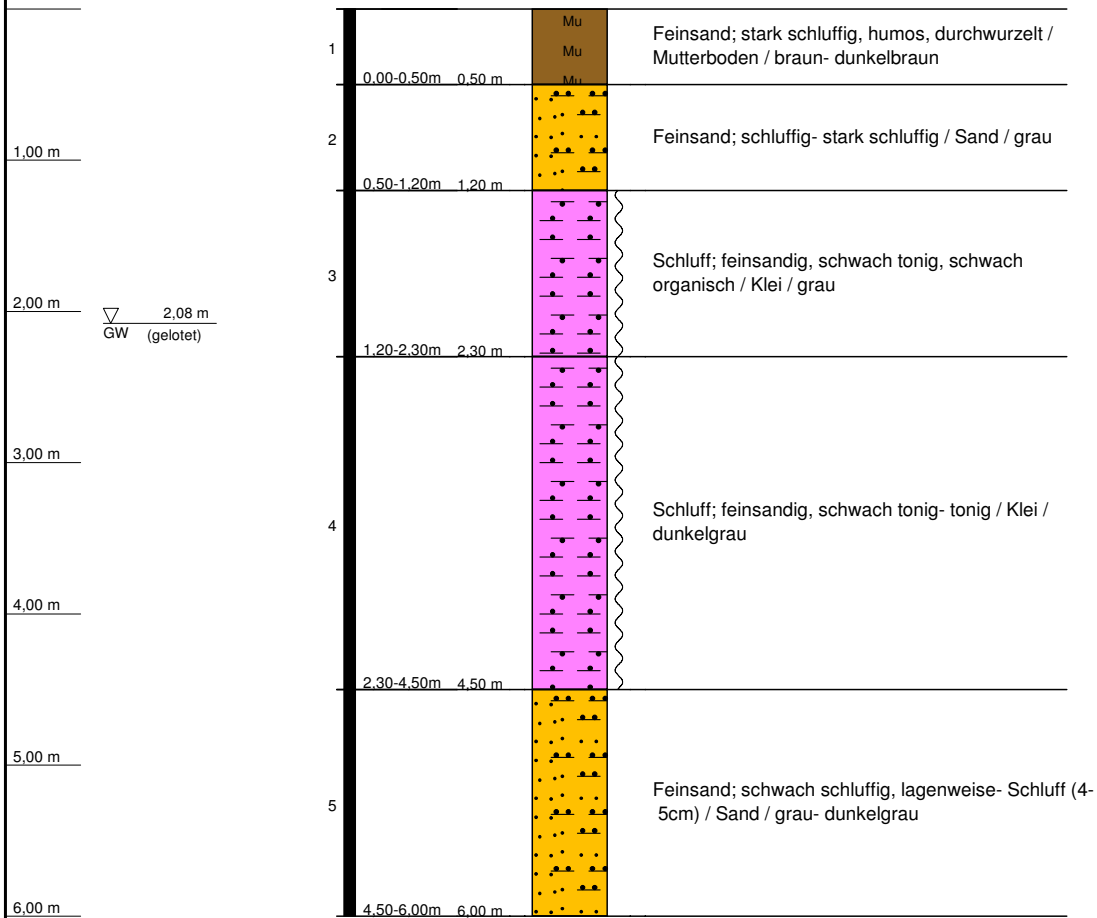 Mu
1
Mu
Feinsand; stark schluffig, humos, durchwurzelt /
Mutterboden / braun- dunkelbraun
0.00-0.50m 0,50 m
Mu
2
Feinsand; schluffig- stark schluffig / Sand / grau
1,00 m
0.50-1.20m 1,20 m
3
Schluff; feinsandig, schwach tonig, schwach
organisch / Klei / grau
2,00 m
2,08 m
GW (gelotet)
1.20-2.30m 2,30 m
3,00 m
4
Schluff; feinsandig, schwach tonig- tonig / Klei /
dunkelgrau
4,00 m
2.30-4.50m 4,50 m
5,00 m
5
Feinsand; schwach schluffig, lagenweise- Schluff (4-
5cm) / Sand / grau- dunkelgrau
6,00 m
4.50-6.00m 6,00 m